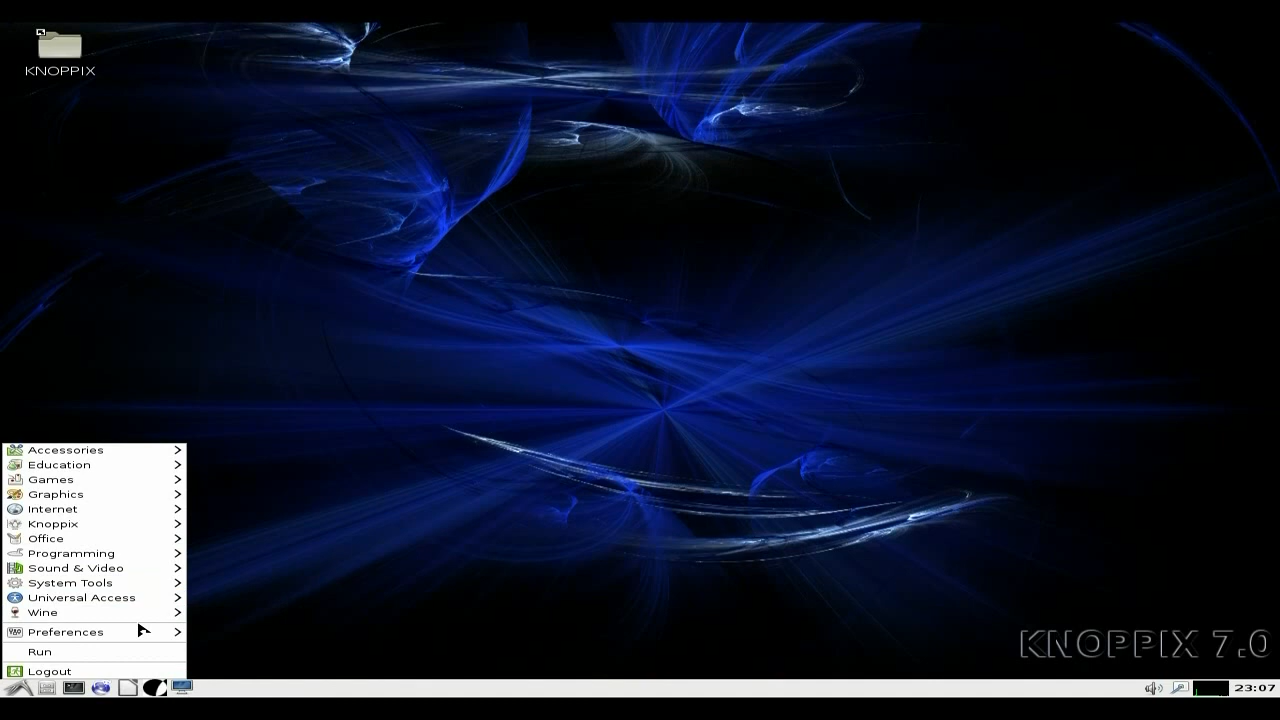 KNOPPIX
Accessories
Education
Games
Graphics
Internet
Knoppix
Office
Programming
Sound & Video
System Tools
Universal Access
Wine
Preferences
Run
Logout
KNOPPIX 7.0
23:07